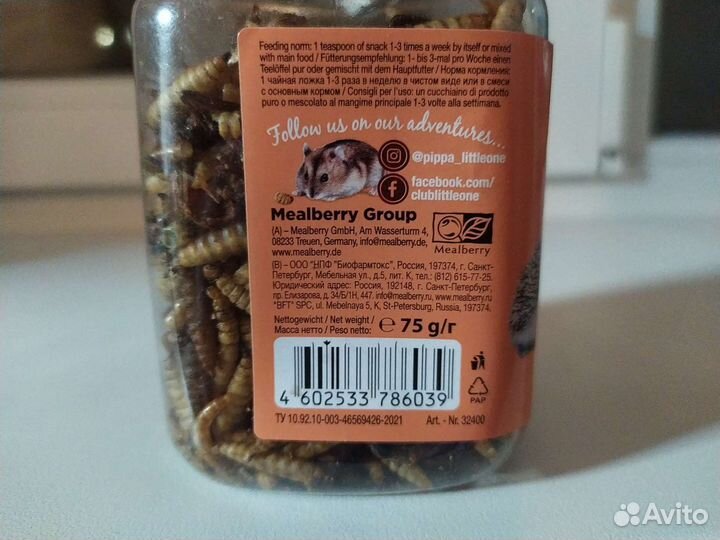 Feeding norm: 1 teaspoon of snack 1-3 times a week by itself or mixed
with main food / Fütterungsempfehlung: 1- bis 3-mal pro Woche einen
Teelöffel pur oder gemischt mit dem Hauptfutter / Норма кормления:
1 чайная ложка 1-3 раза в неделю в чистом виде или в смеси
с основным кормом / Consigli per l'uso: un cucchiaino di prodotto
puro o mescolato al mangime principale 1-3 volte alla settimana.
Follow us on our adventures...
@pippa_littleone
facebook.com/
clublittleone
Mealberry Group
(A) – Mealberry GmbH, Am Wasserturm 4,
08233 Treuen, Germany, info@mealberry.de,
www.mealberry.de
Mealberry
(B) – ООО "НПФ "Биофармтокс", Россия, 197374, г. Санкт-
Петербург, Мебельная ул., д.5, лит. К, тел.: (812) 615-77-25.
Юридический адрес: Россия, 192148, г. Санкт-Петербург,
пр. Елизарова, д. 34/Б/1Н, 447. info@mealberry.ru, www.mealberry.ru
"BFT" SPC, ul. Mebelnaya 5, K, St-Petersburg, Russia, 197374.
Nettogewicht / Net weight /
Масса нетто / Peso netto: ℮ 75 g/г
4 602533 786039
PAP
ТУ 10.92.10-003-46569426-2021
Art. - Nr. 32400
Avito